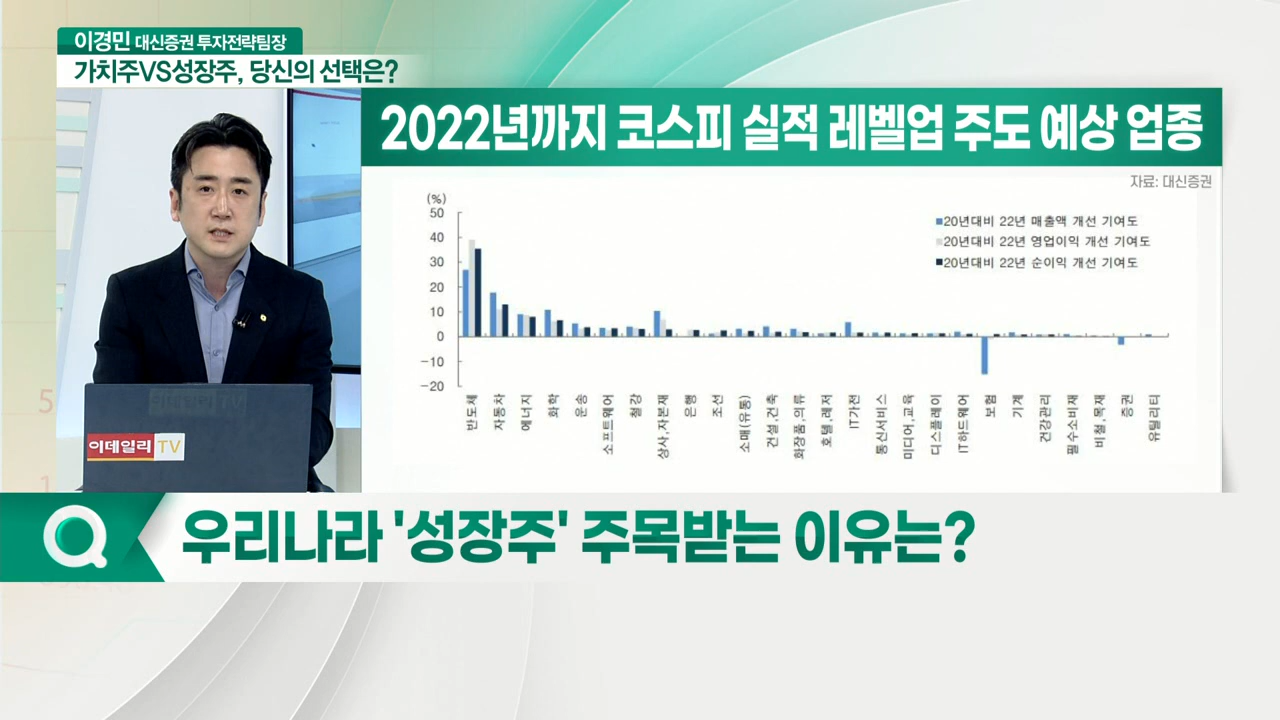 이경민 대신증권 투자전략팀장
가치주VS성장주, 당신의 선택은?
2022년까지 코스피 실적 레벨업 주도 예상 업종
자료: 대신증권
(%)
50
40
30
20
10
0
-10
-20
20년대비 22년 매출액 개선 기여도
20년대비 22년 영업이익 개선 기여도
20년대비 22년 순이익 개선 기여도
반도체
자동차
에너지
화학
운송
소프트웨어
철강
상사,자본재
은행
조선
소매(유통)
건설,건축
화장품,의류
호텔,레저
IT가전
통신서비스
미디어,교육
디스플레이
IT하드웨어
보험
기계
건강관리
필수소비재
비철,목재
증권
유틸리티
이데일리 TV
이데일리 TV
5
1
우리나라 '성장주' 주목받는 이유는?